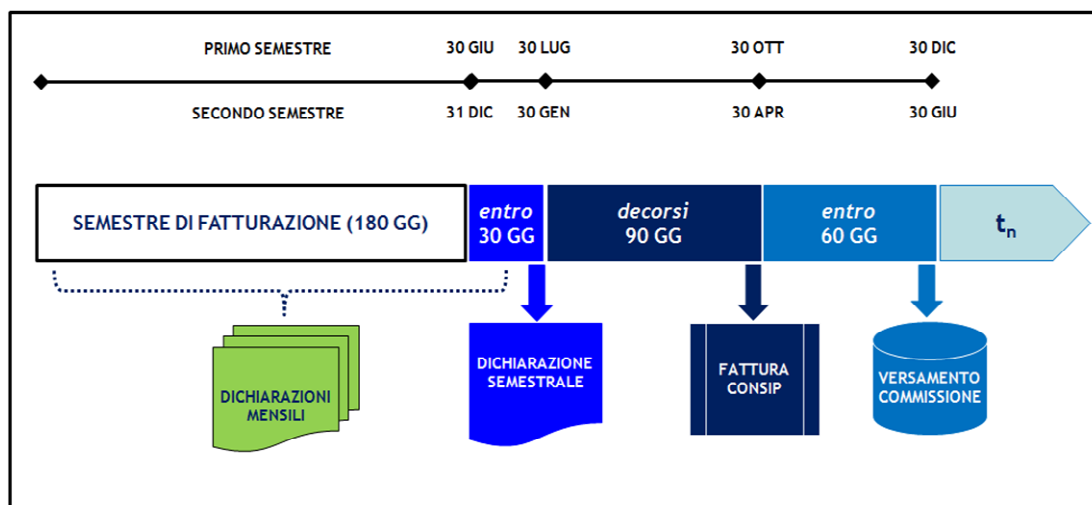 PRIMO SEMESTRE
30 GIU
30 LUG
30 OTT
30 DIC
SECONDO SEMESTRE
31 DIC
30 GEN
30 APR
30 GIU
SEMESTRE DI FATTURAZIONE (180 GG)
entro
30 GG
decorsi
90 GG
entro
60 GG
tn
DICHIARAZIONI
MENSILI
DICHIARAZIONE
SEMESTRALE
FATTURA
CONSIP
VERSAMENTO
COMMISSIONE